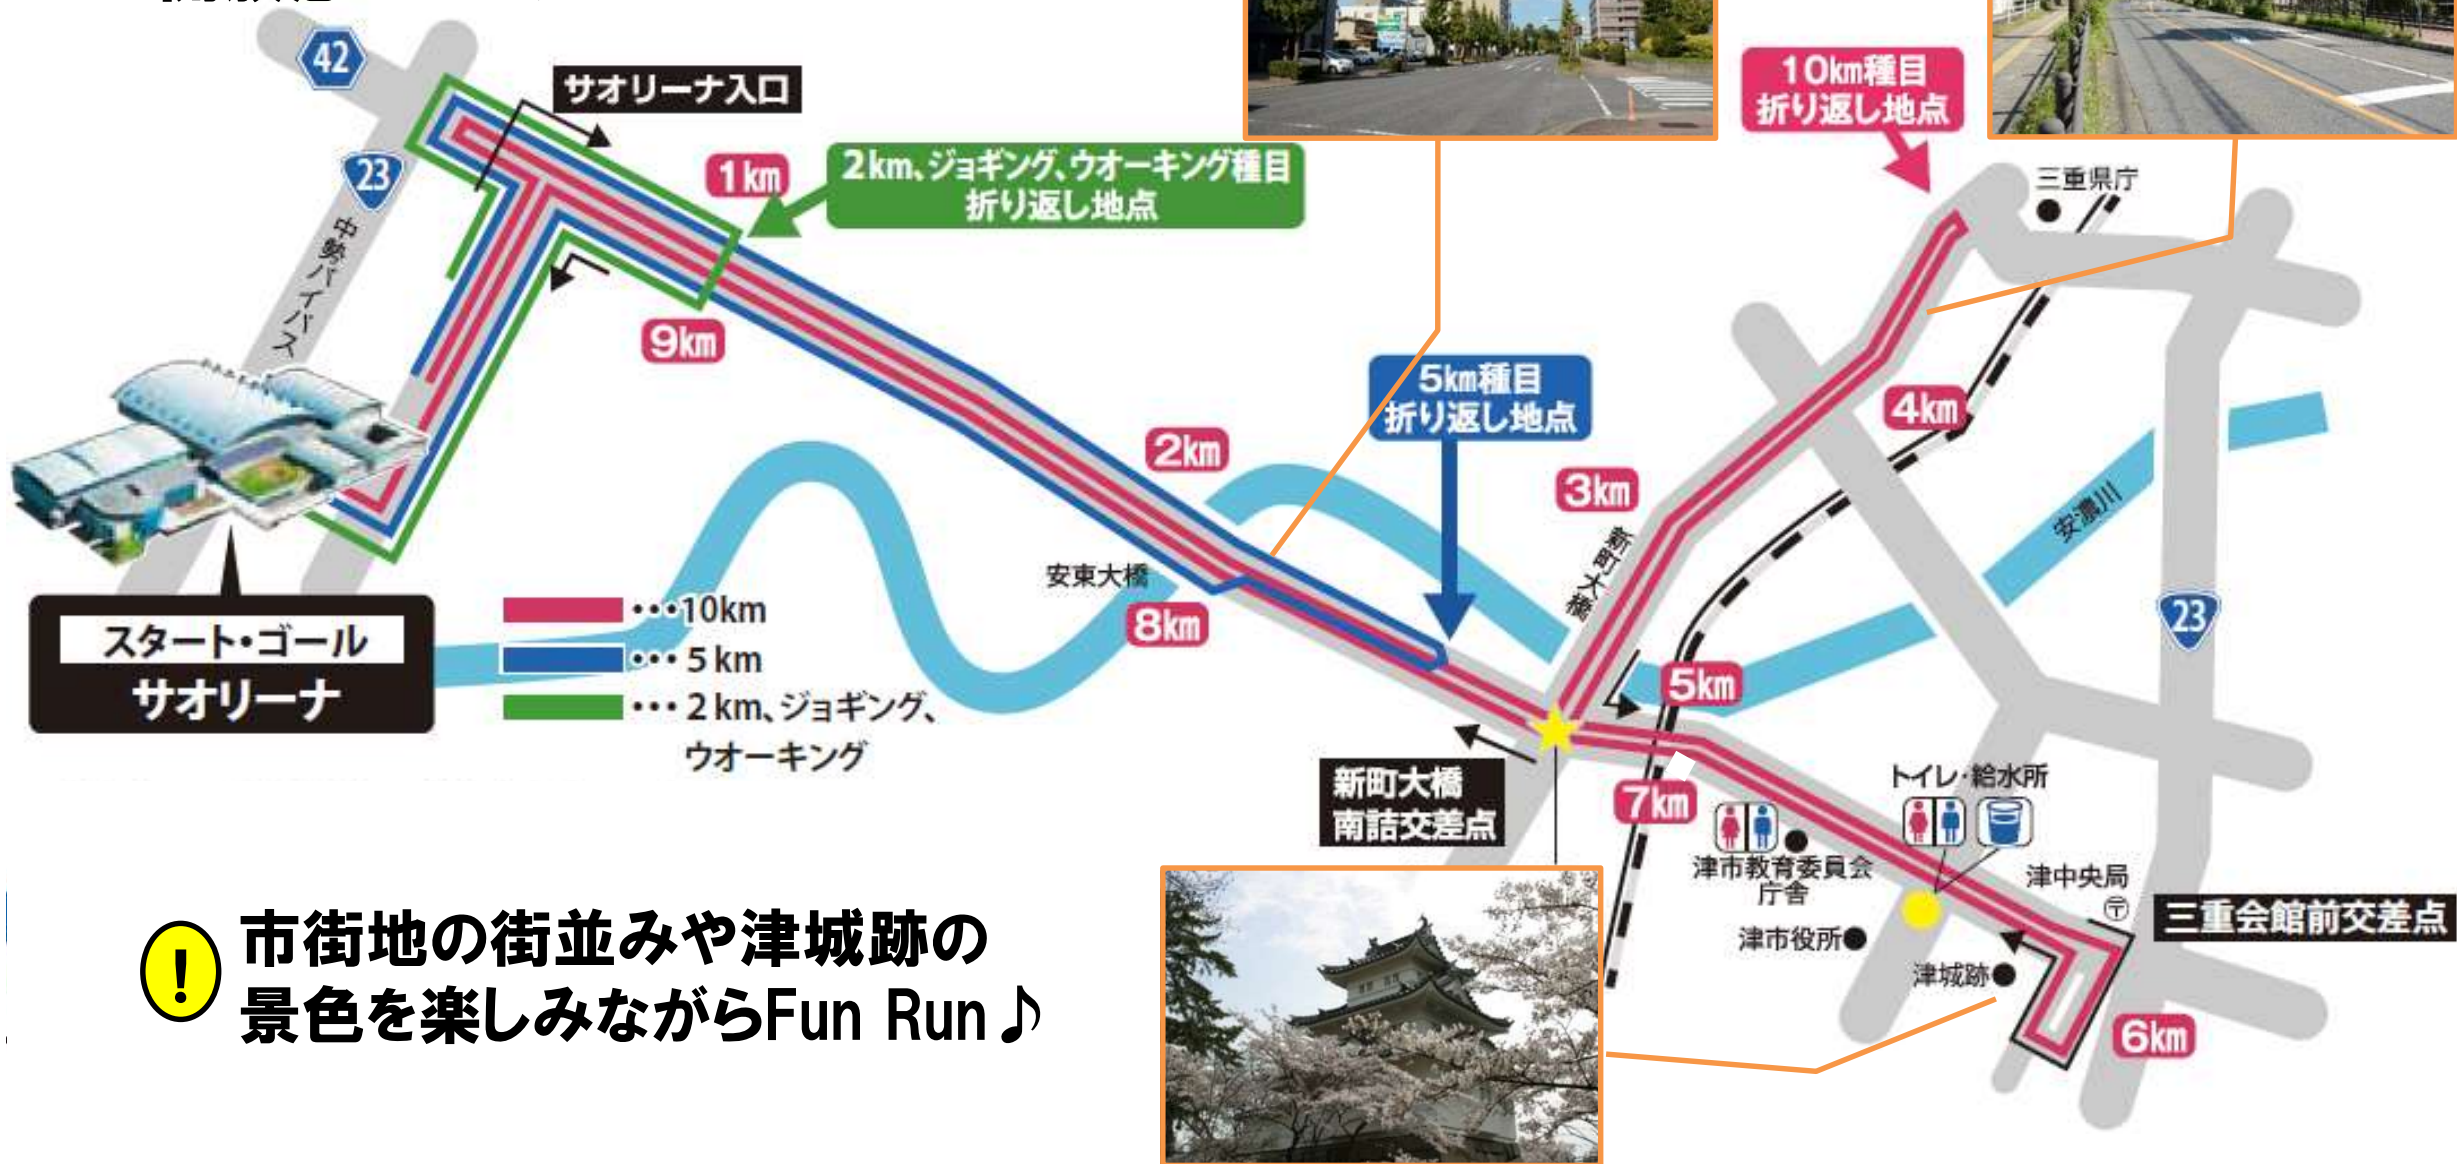 42
サオリーナ入口
10km種目
折り返し地点
23
1km
2km、ジョギング、ウオーキング種目
折り返し地点
三重県庁
中勢バイパス
9km
5km種目
折り返し地点
4km
2km
3km
安濃川
新町大橋
安東大橋
8km
23
スタート・ゴール
サオリーナ
・・・10km
・・・5km
・・・2km、ジョギング、
ウオーキング
5km
新町大橋
南詰交差点
7km
トイレ・給水所
津市教育委員会
庁舎
津中央局
〒
三重会館前交差点
津市役所
津城跡
6km
! 市街地の街並みや津城跡の
景色を楽しみながらFun Run♪